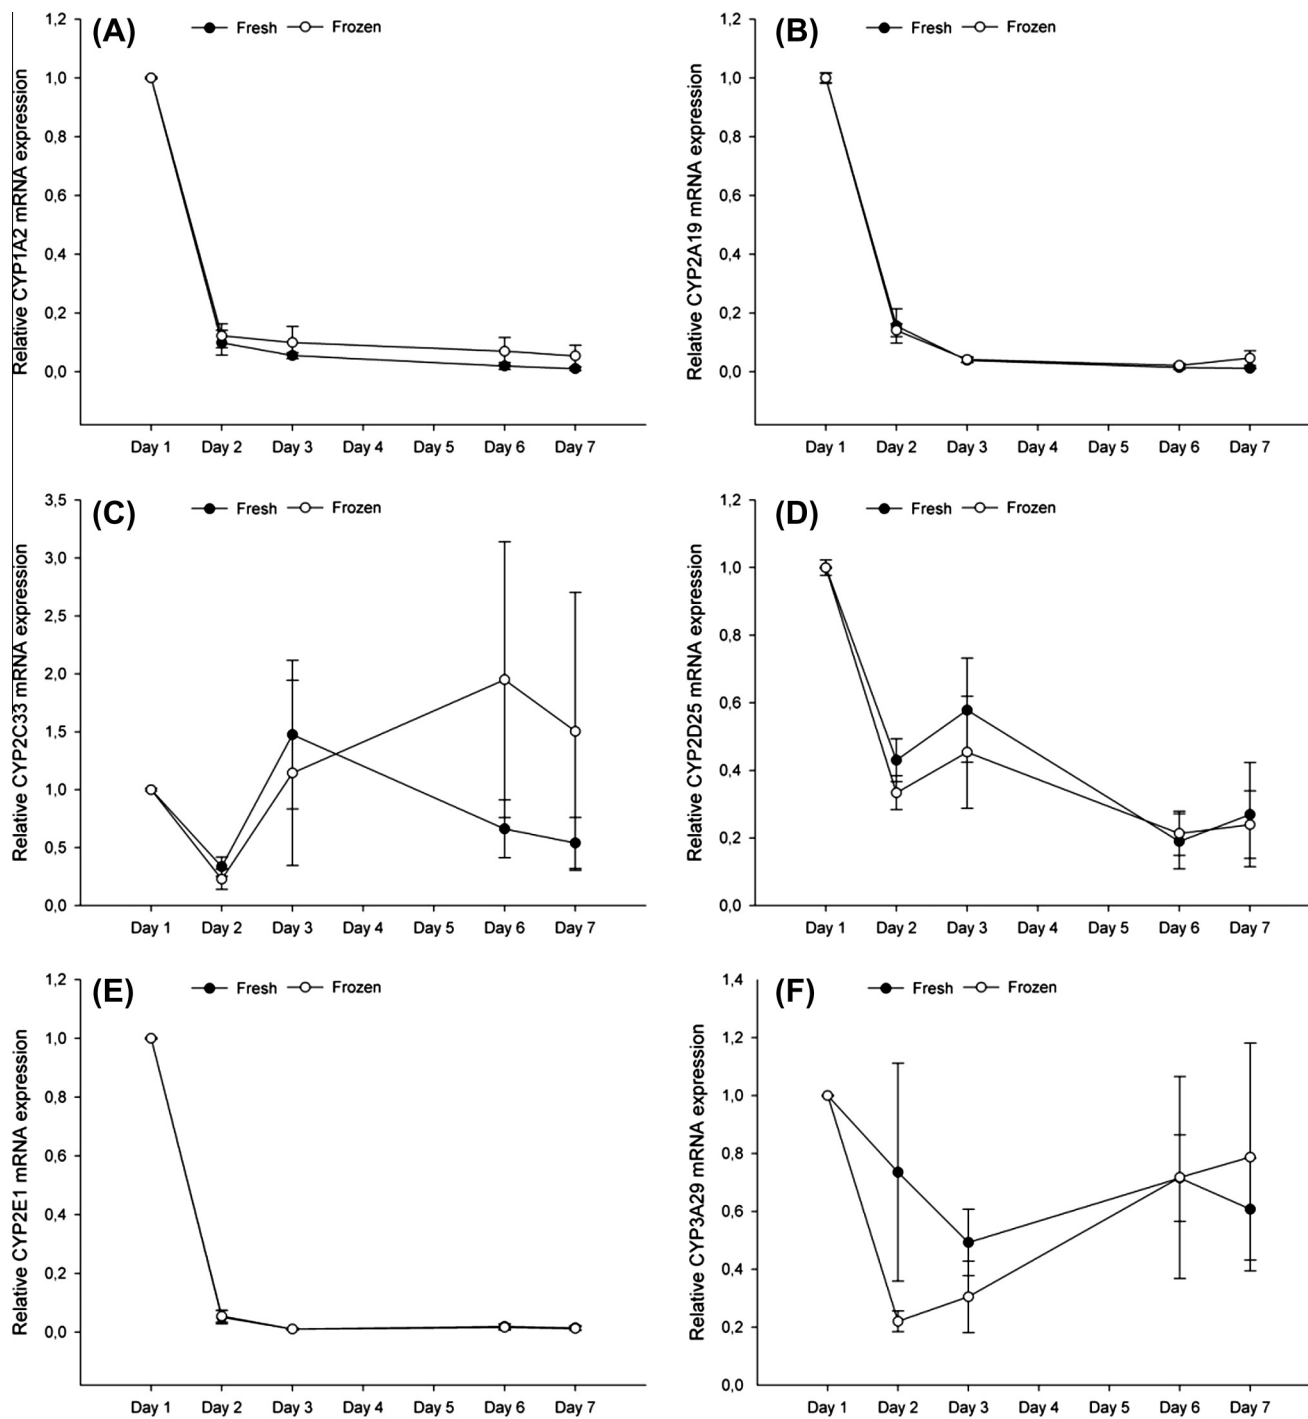 (A)
Fresh Frozen
Relative CYP1A2 mRNA expression
1,2
1,0
0,8
0,6
0,4
0,2
0,0
Day 1 Day 2 Day 3 Day 4 Day 5 Day 6 Day 7
(B)
Fresh Frozen
Relative CYP2A19 mRNA expression
1,2
1,0
0,8
0,6
0,4
0,2
0,0
Day 1 Day 2 Day 3 Day 4 Day 5 Day 6 Day 7
(C)
Fresh Frozen
Relative CYP2C33 mRNA expression
3,5
3,0
2,5
2,0
1,5
1,0
0,5
0,0
Day 1 Day 2 Day 3 Day 4 Day 5 Day 6 Day 7
(D)
Fresh Frozen
Relative CYP2D25 mRNA expression
1,2
1,0
0,8
0,6
0,4
0,2
0,0
Day 1 Day 2 Day 3 Day 4 Day 5 Day 6 Day 7
(E)
Fresh Frozen
Relative CYP2E1 mRNA expression
1,2
1,0
0,8
0,6
0,4
0,2
0,0
Day 1 Day 2 Day 3 Day 4 Day 5 Day 6 Day 7
(F)
Fresh Frozen
Relative CYP3A29 mRNA expression
1,4
1,2
1,0
0,8
0,6
0,4
0,2
0,0
Day 1 Day 2 Day 3 Day 4 Day 5 Day 6 Day 7